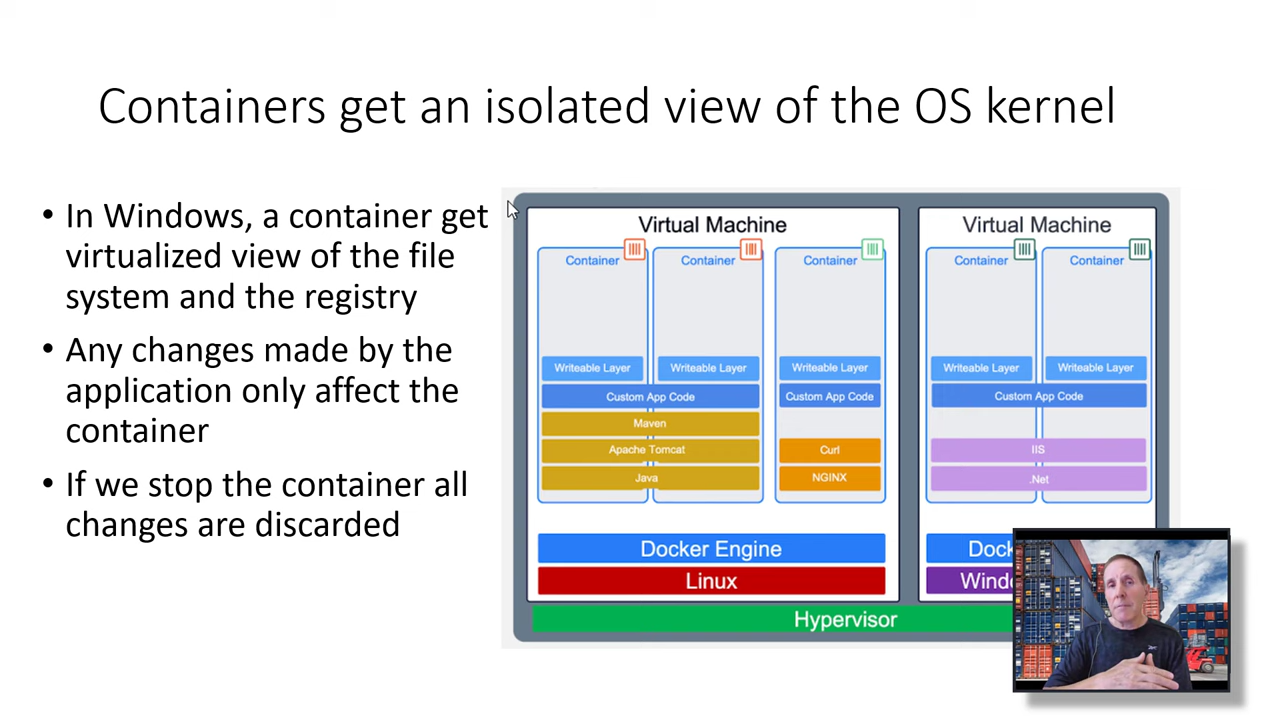 Containers get an isolated view of the OS kernel
• In Windows, a container get
virtualized view of the file
system and the registry
• Any changes made by the
application only affect the
container
• If we stop the container all
changes are discarded
Virtual Machine
Container
Container
Container
Writeable Layer
Writeable Layer
Writeable Layer
Custom App Code
Custom App Code
Maven
Apache Tomcat
Curl
Java
NGINX
Docker Engine
Linux
Virtual Machine
Container
Container
Writeable Layer
Writeable Layer
Custom App Code
IIS
.Net
Hypervisor